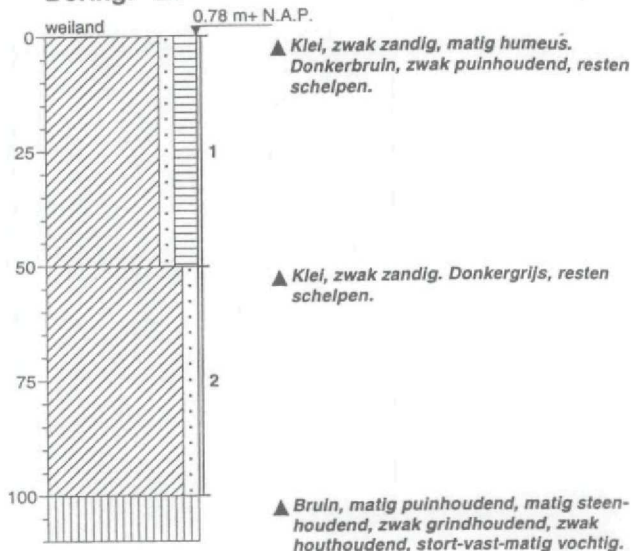 0.78 m+ N.A.P.
weiland
0
▲ Klei, zwak zandig, matig humeus.
Donkerbruin, zwak puinhoudend, resten
schelpen.
25
1
50
▲ Klei, zwak zandig. Donkergrijs, resten
schelpen.
75
2
100
▲ Bruin, matig puinhoudend, matig steen-
houdend, zwak grindhoudend, zwak
houthoudend, stort-vast-matig vochtig.